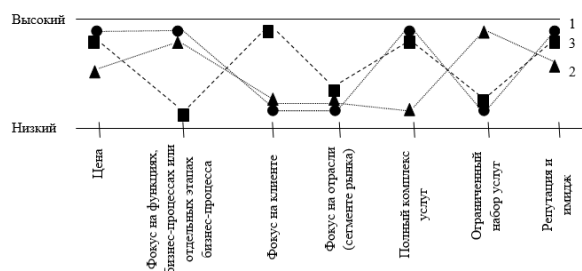 Высокий
1
3
2
Низкий
Цена
Фокус на функциях,
бизнес-процессах или
отдельных этапах
бизнес-процесса
Фокус на клиенте
Фокус на отрасли
(сегменте рынка)
Полный комплекс
услуг
Ограниченный
набор услуг
Репутация и
имидж